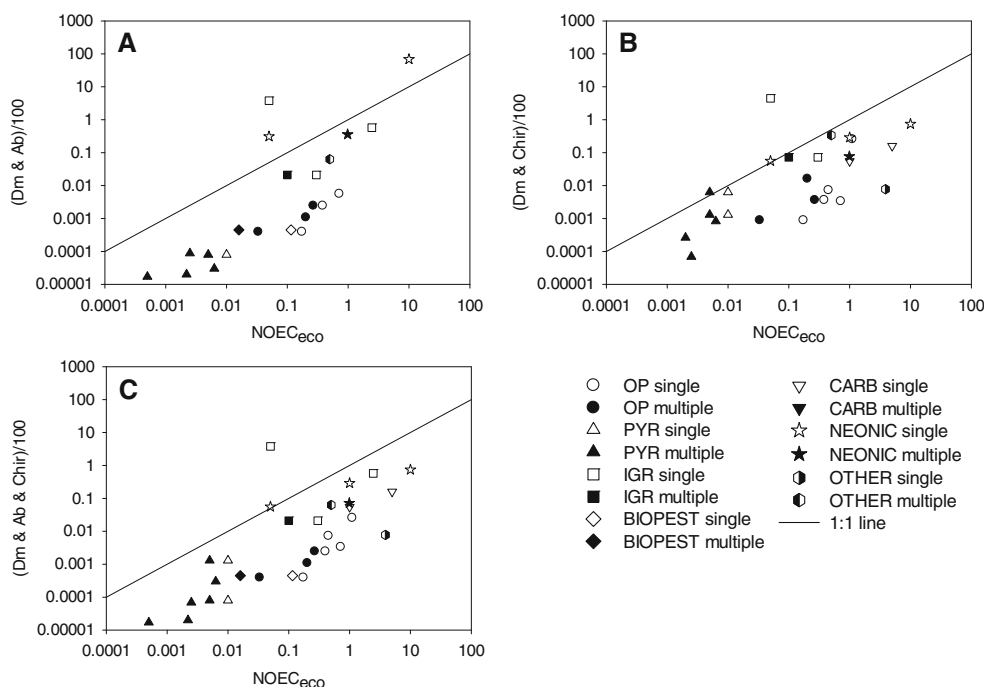 A
(Dm & Ab)/100
1000
100
10
1
0.1
0.01
0.001
0.0001
0.00001
0.0001 0.001 0.01 0.1 1 10 100
NOECeco
B
(Dm & Chir)/100
1000
100
10
1
0.1
0.01
0.001
0.0001
0.00001
0.0001 0.001 0.01 0.1 1 10 100
NOECeco
C
(Dm & Ab & Chir)/100
1000
100
10
1
0.1
0.01
0.001
0.0001
0.00001
0.0001 0.001 0.01 0.1 1 10 100
NOECeco
OP single
OP multiple
PYR single
PYR multiple
IGR single
IGR multiple
BIOPEST single
BIOPEST multiple
CARB single
CARB multiple
NEONIC single
NEONIC multiple
OTHER single
OTHER multiple
1:1 line